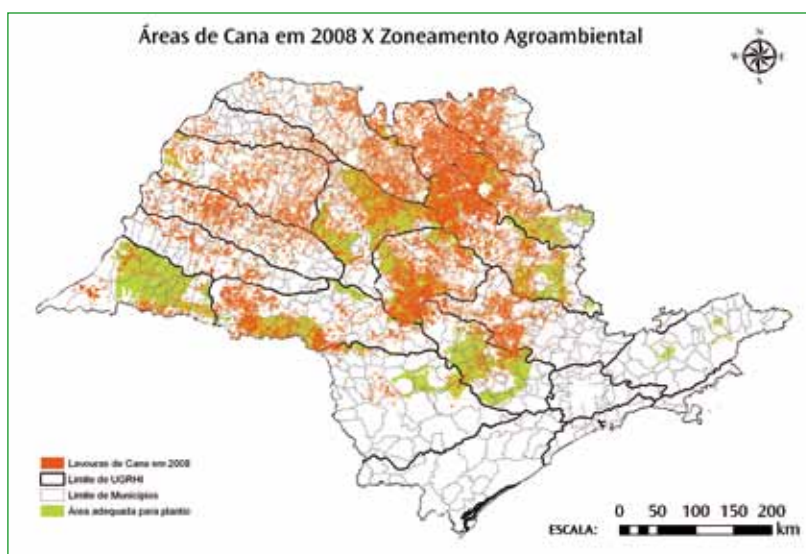 Áreas de Cana em 2008 X Zoneamento Agroambiental
N
W E
S
Lavouras de Cana em 2008
Limite de UGRHI
Limite de Municípios
Área adequada para plantio
ESCALA: 0 50 100 150 200
km